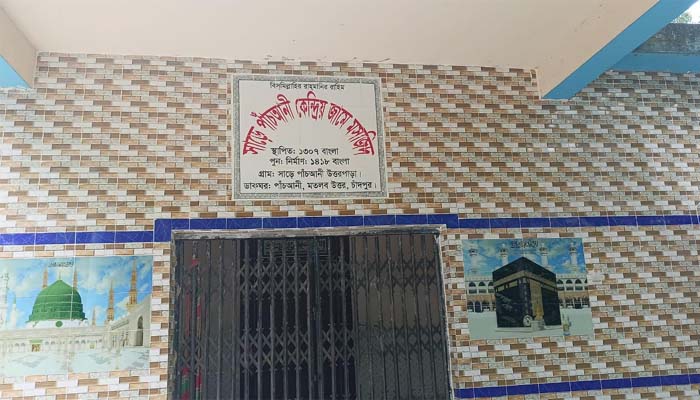 বিসমিল্লাহির রাহমানির রাহিম
সাড়ে পাঁচআনী কেন্দ্রিয় জামে মসজিদ
স্থাপিত: ১৩০৭ বাংলা
পুন: নির্মাণ: ১৪১৮ বাংলা
গ্রাম: সাড়ে পাঁচআনী উত্তরপাড়া।
ডাকঘর: পাঁচআনী, মতলব উত্তর, চাঁদপুর।